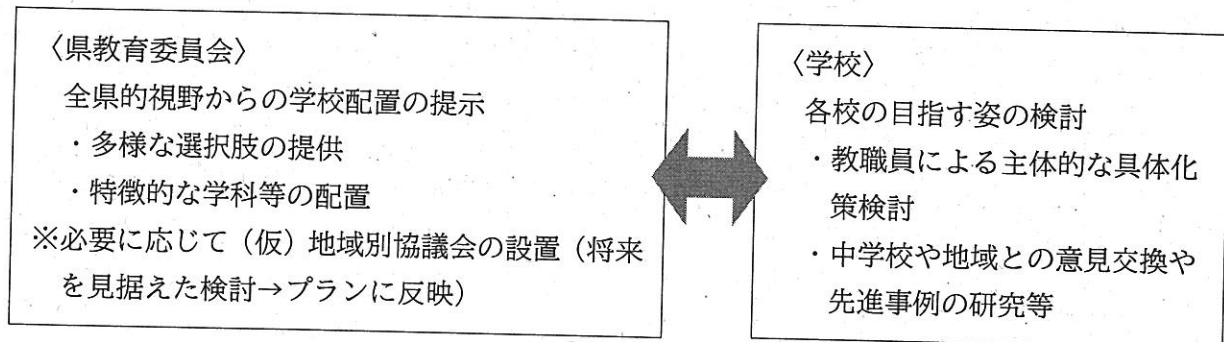 〈県教育委員会〉
全県的視野からの学校配置の提示
・多様な選択肢の提供
・特徴的な学科等の配置
※必要に応じて（仮）地域別協議会の設置（将来
を見据えた検討→プランに反映）
〈学校〉
各校の目指す姿の検討
・教職員による主体的な具体化
策検討
・中学校や地域との意見交換や
先進事例の研究等